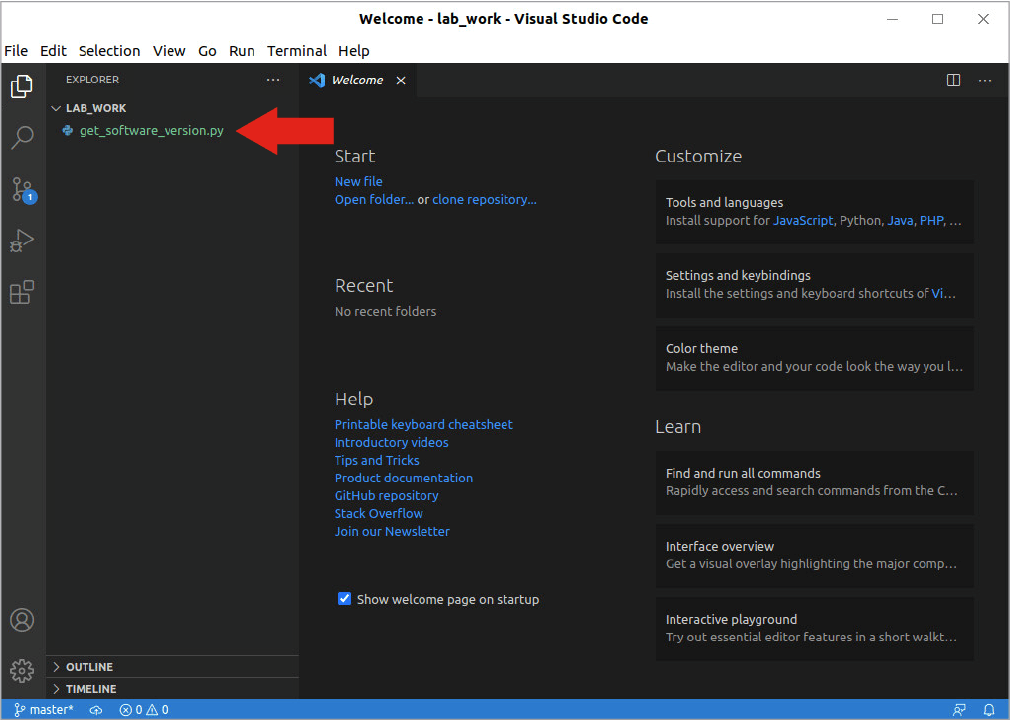 Welcome - lab_work - Visual Studio Code
File Edit Selection View Go Run Terminal Help
EXPLORER
LAB_WORK
get_software_version.py
1
OUTLINE
TIMELINE
Welcome
Start
New file
Open folder... or clone repository...
Recent
No recent folders
Help
Printable keyboard cheatsheet
Introductory videos
Tips and Tricks
Product documentation
GitHub repository
Stack Overflow
Join our Newsletter
Show welcome page on startup
Customize
Tools and languages
Install support for JavaScript, Python, Java, PHP, ...
Settings and keybindings
Install the settings and keyboard shortcuts of Vi...
Color theme
Make the editor and your code look the way you l...
Learn
Find and run all commands
Rapidly access and search commands from the C...
Interface overview
Get a visual overlay highlighting the major comp...
Interactive playground
Try out essential editor features in a short walkt...
master* 0 0